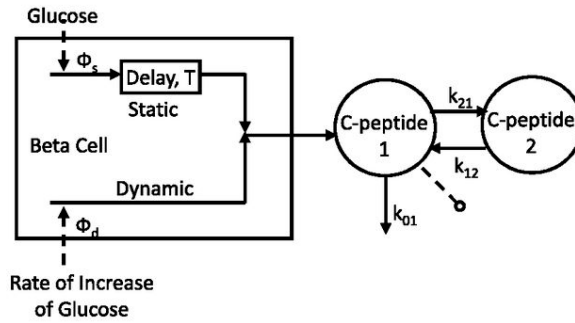 Glucose
Φs
Delay, T
Static
Beta Cell
Dynamic
Φd
Rate of Increase
of Glucose
C-peptide
1
k21
k12
k01
C-peptide
2